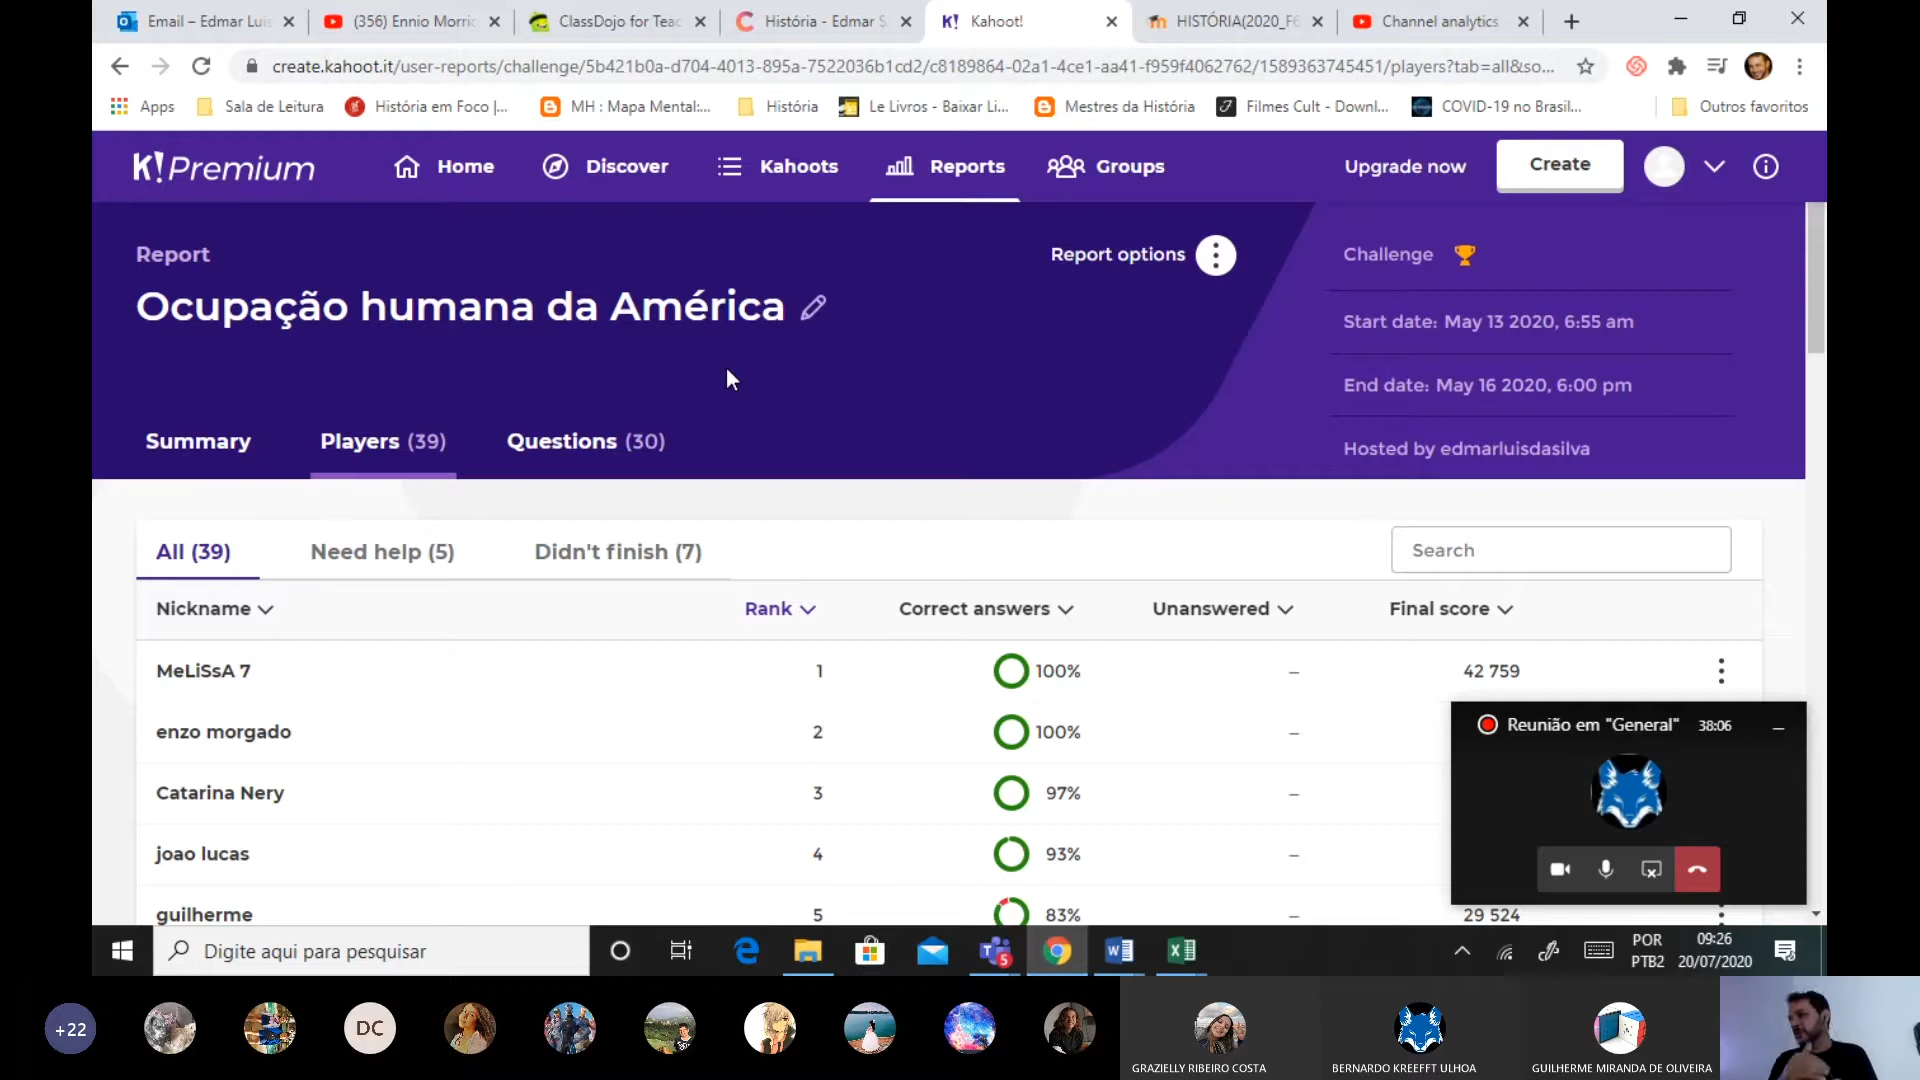 Email – Edmar Luis
(356) Ennio Morric
ClassDojo for Teac
História - Edmar S
Kahoot!
HISTÓRIA(2020_F6
Channel analytics
create.kahoot.it/user-reports/challenge/5b421b0a-d704-4013-895a-7522036b1cd2/c8189864-02a1-4ce1-aa41-f959f4062762/1589363745451/players?tab=all&so...
Apps
Sala de Leitura
História em Foco |...
MH : Mapa Mental:...
História
Le Livros - Baixar Li...
Mestres da História
Filmes Cult - Downl...
COVID-19 no Brasil...
Outros favoritos
K! Premium
Home
Discover
Kahoots
Reports
Groups
Upgrade now
Create
Report
Report options
Challenge
Ocupação humana da América
Start date: May 13 2020, 6:55 am
End date: May 16 2020, 6:00 pm
Hosted by edmarluisdasilva
Summary
Players (39)
Questions (30)
All (39)
Need help (5)
Didn't finish (7)
Search
Nickname
Rank
Correct answers
Unanswered
Final score
MeLiSsA 7 1 100% – 42 759
enzo morgado 2 100% –
Catarina Nery 3 97% –
joao lucas 4 93% –
guilherme 5 83% – 29 524
Reunião em "General" 38:06
Digite aqui para pesquisar
5
POR
PTB2
09:26
20/07/2020
+22
DC
GRAZIELLY RIBEIRO COSTA
BERNARDO KREEFFT ULHOA
GUILHERME MIRANDA DE OLIVEIRA